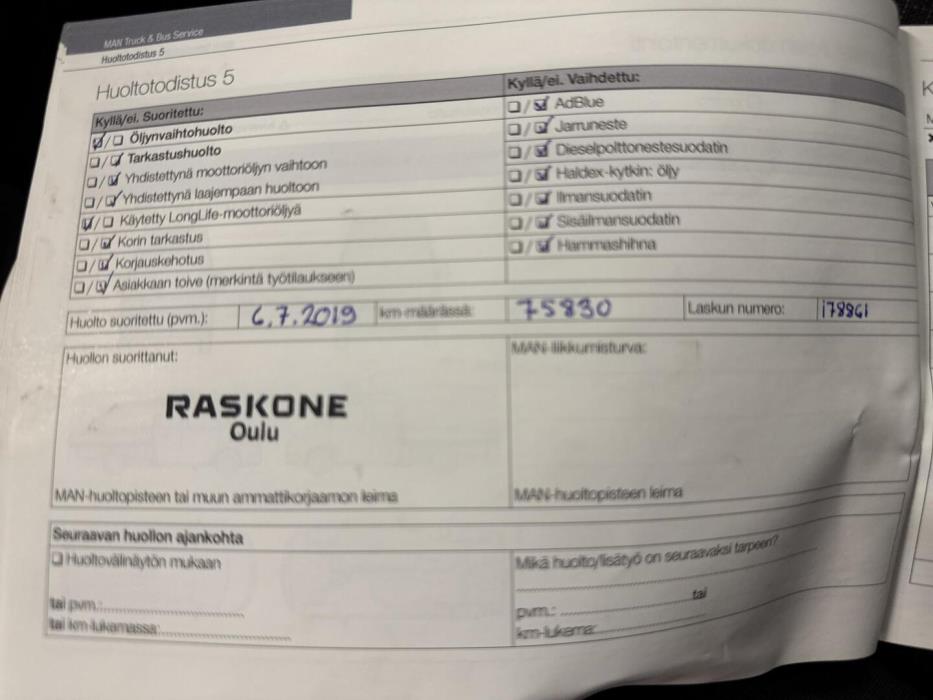 MAN Truck & Bus Service
Huoltotodistus 5
Huoltotodistus 5
Kyllä/ei. Suoritettu:
Öljynvaihtohuolto
Tarkastushuolto
Yhdistettynä moottoriöljyn vaihtoon
Yhdistettynä laajempaan huoltoon
Käytetty LongLife-moottoriöljyä
Korin tarkastus
Korjauskehotus
Asiakkaan toive (merkintä työtilaukseen)
Kyllä/ei. Vaihdettu:
AdBlue
Jarruneste
Dieselpolttonestesuodatin
Haldex-kytkin: öljy
Ilmansuodatin
Sisäilmansuodatin
Hammashihna
Huolto suoritettu (pvm.): 6.7.2019 km-määrässä: 75830 Laskun numero: 178861
Huollon suorittanut:
RASKONE
Oulu
MAN-huoltopisteen tai muun ammattikorjaamon leima
MAN-liikkumisturva:
MAN-huoltopisteen leima
Seuraavan huollon ajankohta
Huoltovälinäytön mukaan
tai pvm.:
tai km-lukamassa:
Mikä huolto/lisätyö on seuraavaksi tarpeen?
tai
pvm.:
km-lukema: